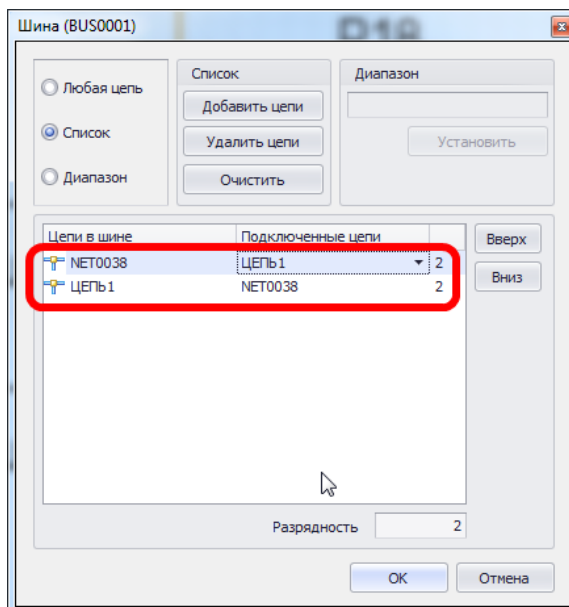 Шина (BUS0001)
D18
Любая цепь
Список
Диапазон
Список
Добавить цепи
Удалить цепи
Очистить
Диапазон
Установить
Цепи в шине Подключенные цепи
NET0038 ЦЕПЬ1 2
ЦЕПЬ1 NET0038 2
Вверх
Вниз
Разрядность 2
OK Отмена